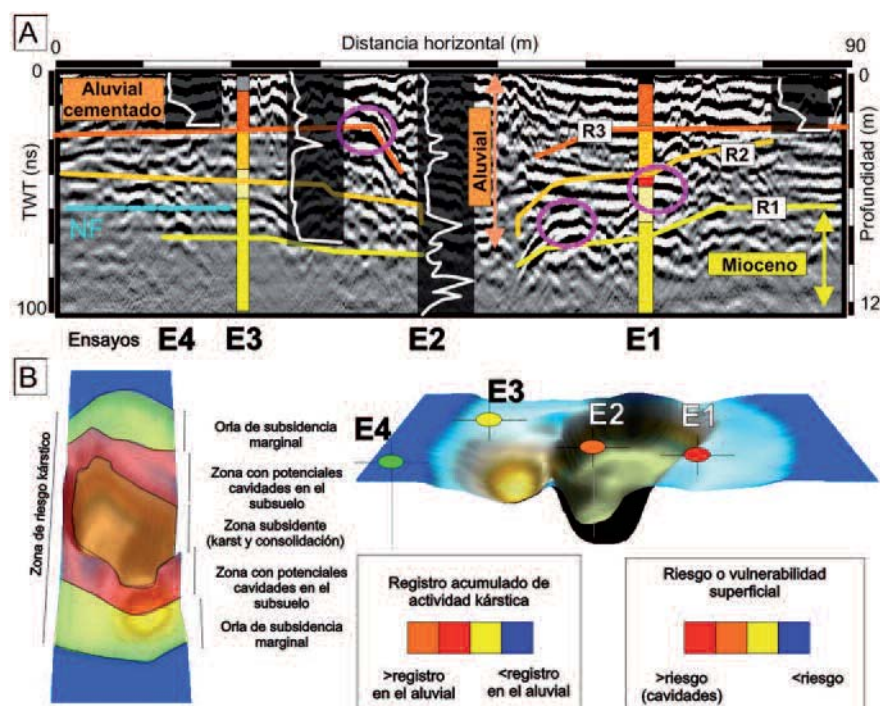 A
Distancia horizontal (m)
0
90
0
0
Aluvial
cementado
TWT (ns)
Profundidad (m)
Aluvial
R3
R2
R1
NF
Mioceno
100
12
Ensayos
E4
E3
E2
E1
B
Zona de riesgo kárstico
Orla de subsidencia
marginal
Zona con potenciales
cavidades en el
subsuelo
Zona subsidente
(karst y consolidación)
Zona con potenciales
cavidades en el
subsuelo
Orla de subsidencia
marginal
E4
E3
E2
E1
Registro acumulado de
actividad kárstica
>registro
en el aluvial
<registro
en el aluvial
Riesgo o vulnerabilidad
superficial
>riesgo
(cavidades)
<riesgo